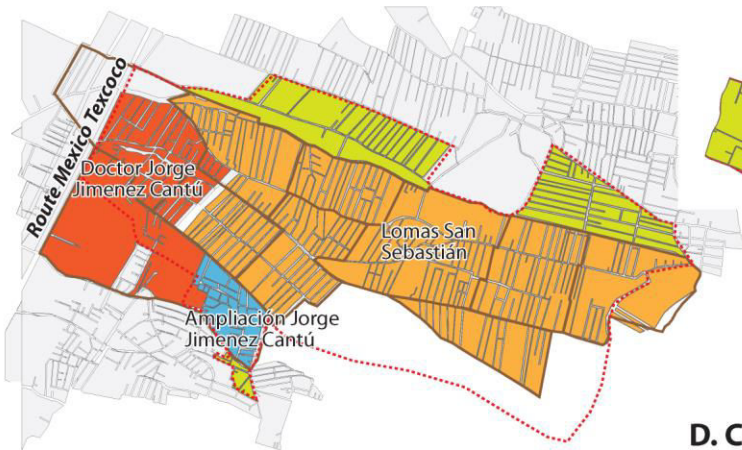 Route Mexico Texcoco
Doctor Jorge
Jimenez Cantú
Lomas San
Sebastián
Ampliación Jorge
Jimenez Cantú
D. C